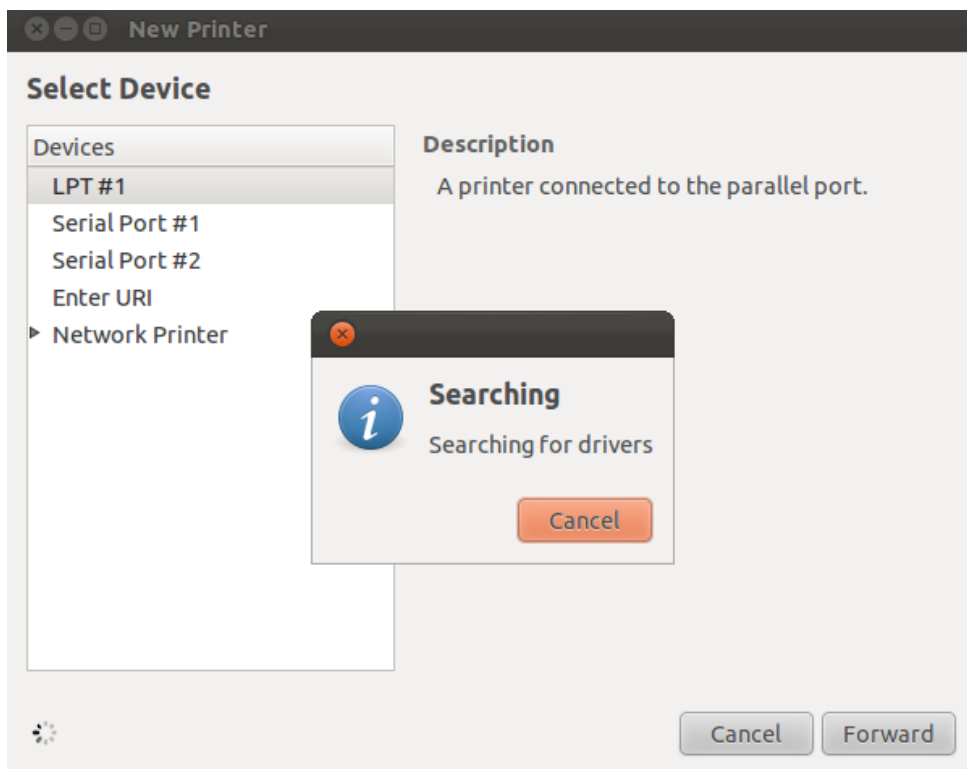 New Printer
Select Device
Devices
LPT #1
Serial Port #1
Serial Port #2
Enter URI
Network Printer
Description
A printer connected to the parallel port.
Searching
Searching for drivers
Cancel
Cancel
Forward